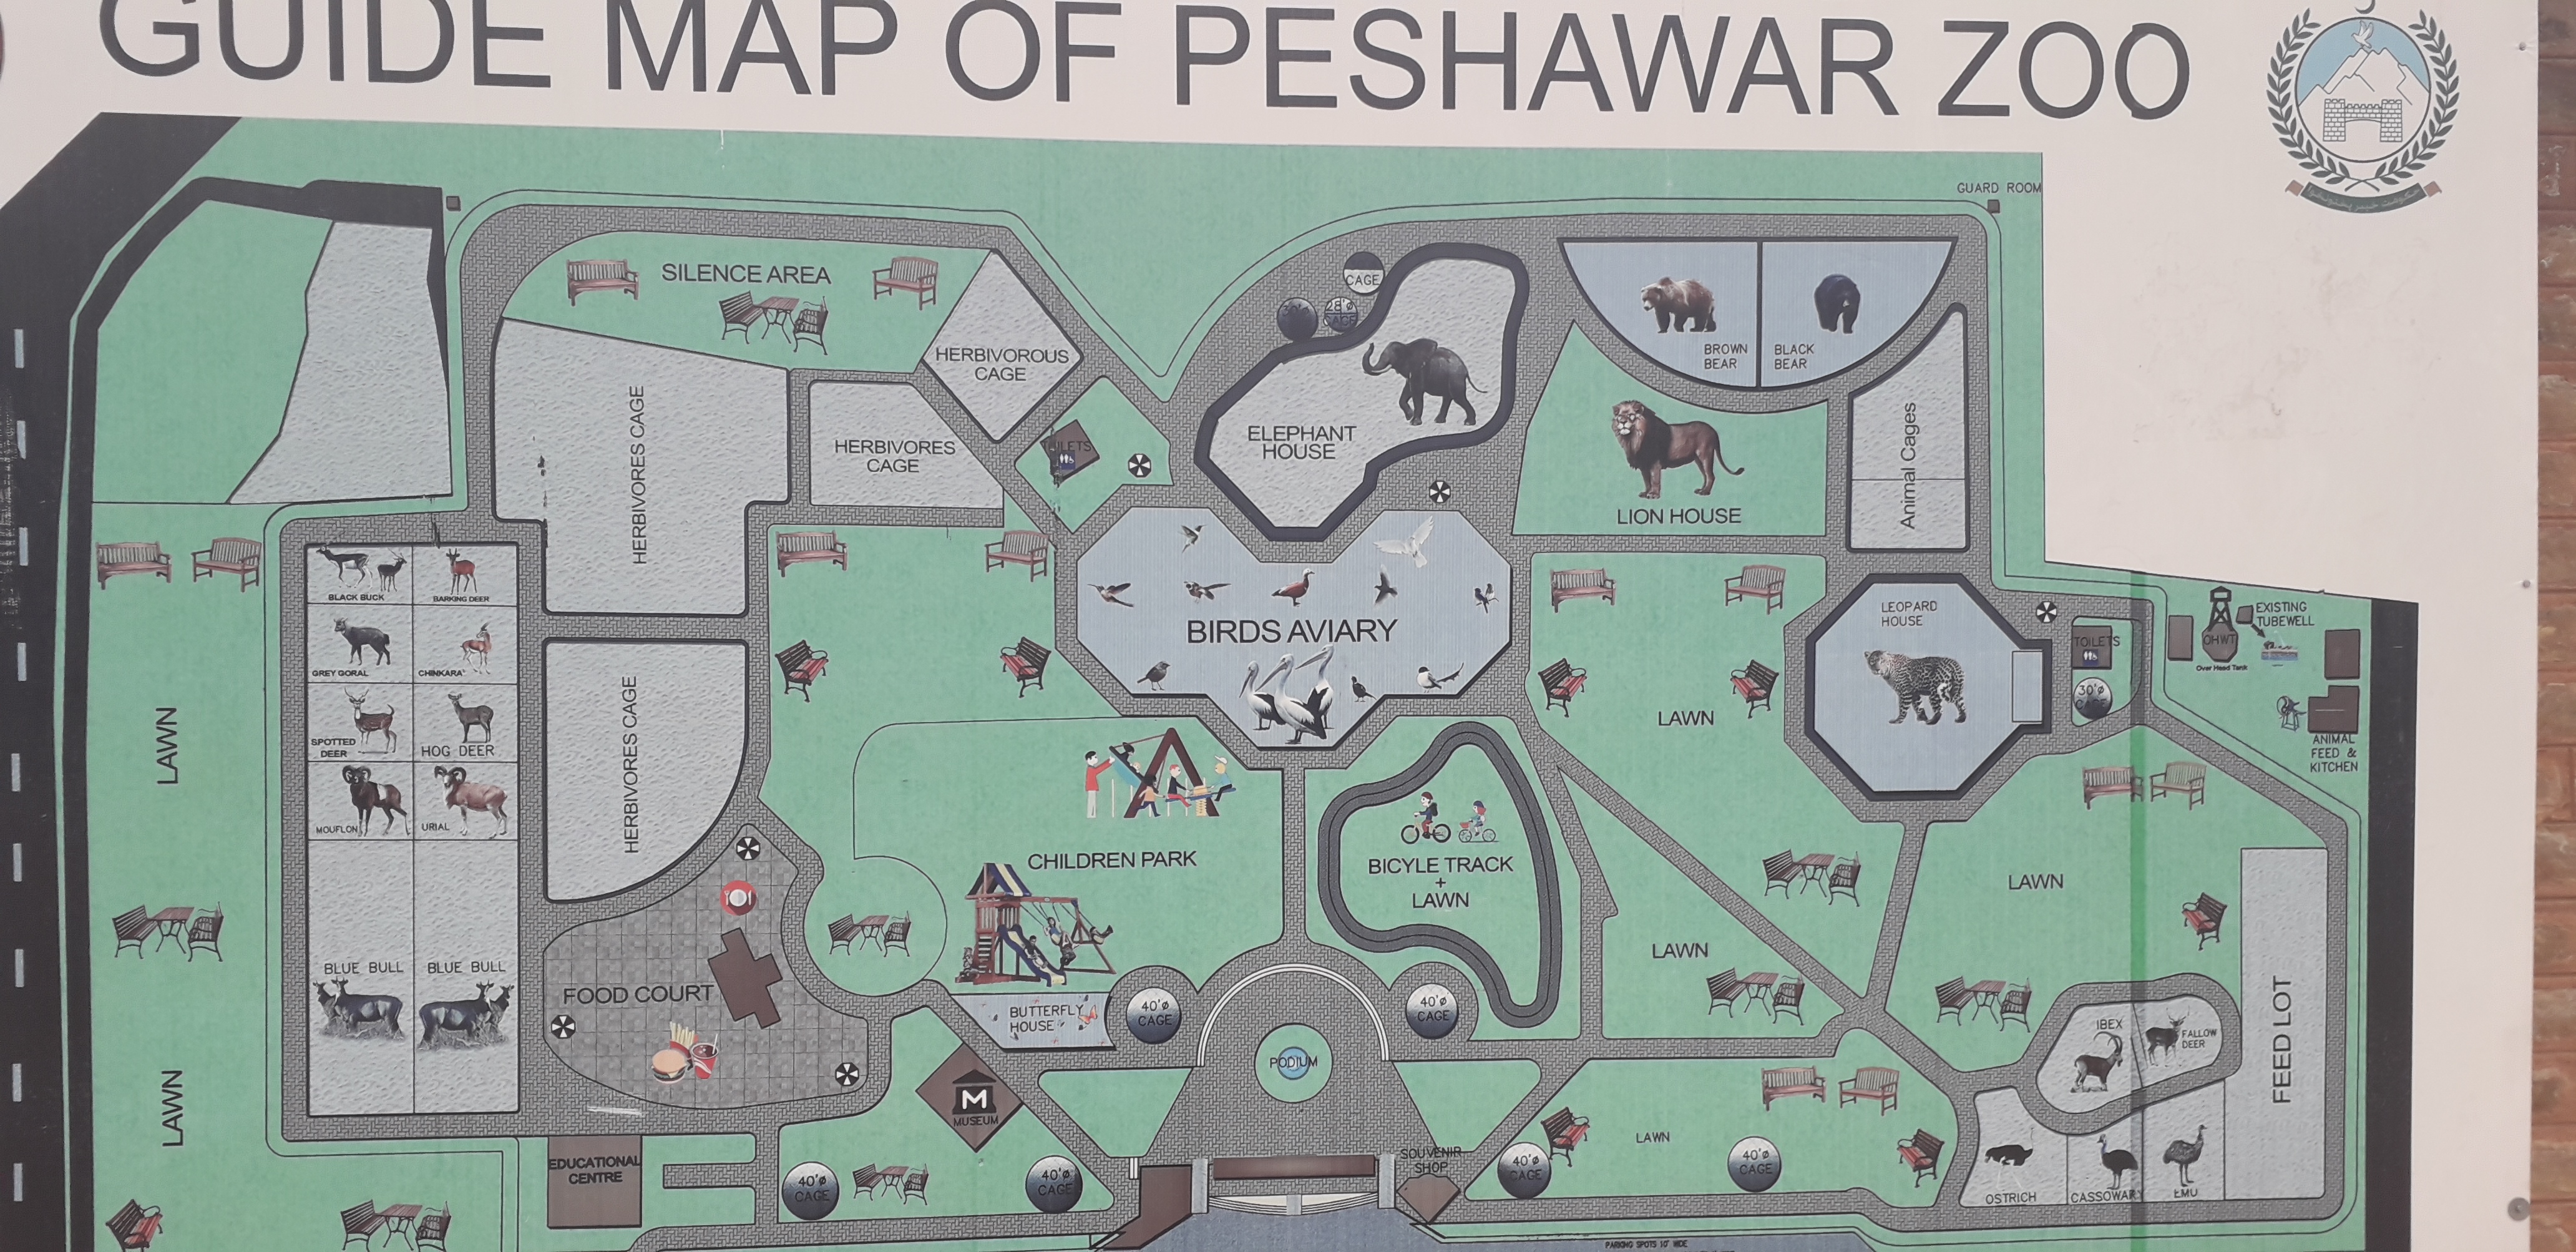 GUIDE MAP OF PESHAWAR ZOO
GUARD ROOM
SILENCE AREA
CAGE
28'ø
CAGE
BROWN
BEAR
BLACK
BEAR
HERBIVOROUS
CAGE
HERBIVORES CAGE
HERBIVORES
CAGE
TOILETS
ELEPHANT
HOUSE
LION HOUSE
Animal Cages
BLACK BUCK
BARKING DEER
GREY GORAL
CHINKARA
SPOTTED
DEER
HOG DEER
MOUFLON
URIAL
BLUE BULL
BLUE BULL
LAWN
LAWN
HERBIVORES CAGE
BIRDS AVIARY
LEOPARD
HOUSE
TOILETS
30'ø
CAGE
EXISTING
TUBEWELL
OHWT
Over Head Tank
ANIMAL
FEED &
KITCHEN
LAWN
CHILDREN PARK
BICYLE TRACK
+
LAWN
LAWN
LAWN
FOOD COURT
BUTTERFLY
HOUSE
40'ø
CAGE
40'ø
CAGE
PODIUM
IBEX
FALLOW
DEER
FEED LOT
M
MUSEUM
EDUCATIONAL
CENTRE
40'ø
CAGE
40'ø
CAGE
SOUVENIR
SHOP
40'ø
CAGE
LAWN
40'ø
CAGE
OSTRICH
CASSOWARY
EMU
PARKING SPOTS 10' WIDE